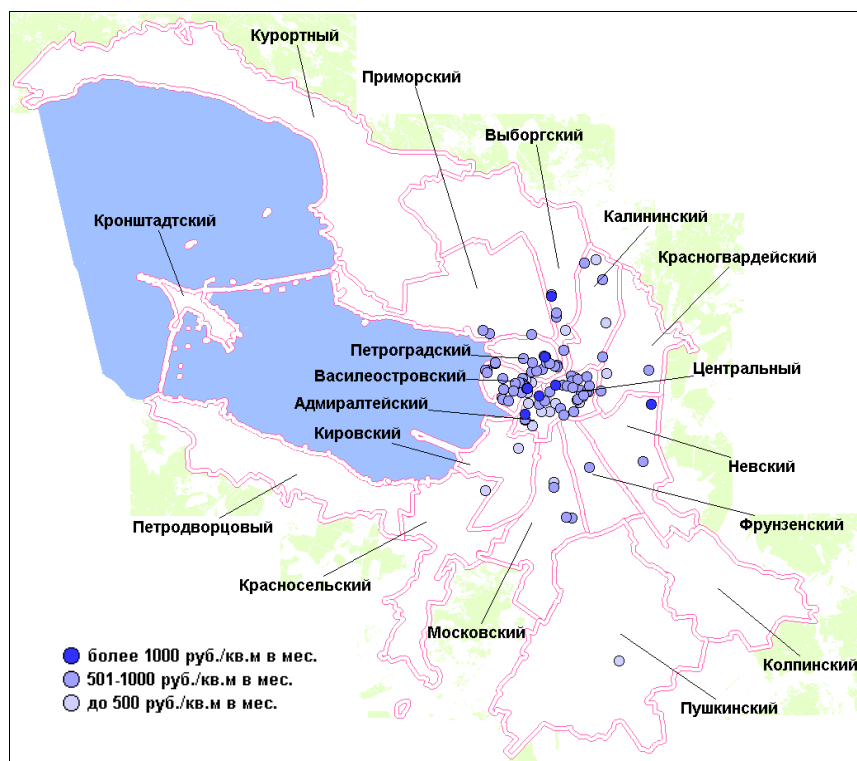 Курортный
Приморский
Выборгский
Кронштадтский
Калининский
Красногвардейский
Петроградский
Василеостровский
Центральный
Адмиралтейский
Кировский
Невский
Петродворцовый
Фрунзенский
Красносельский
Московский
Колпинский
Пушкинский
более 1000 руб./кв.м в мес.
501-1000 руб./кв.м в мес.
до 500 руб./кв.м в мес.